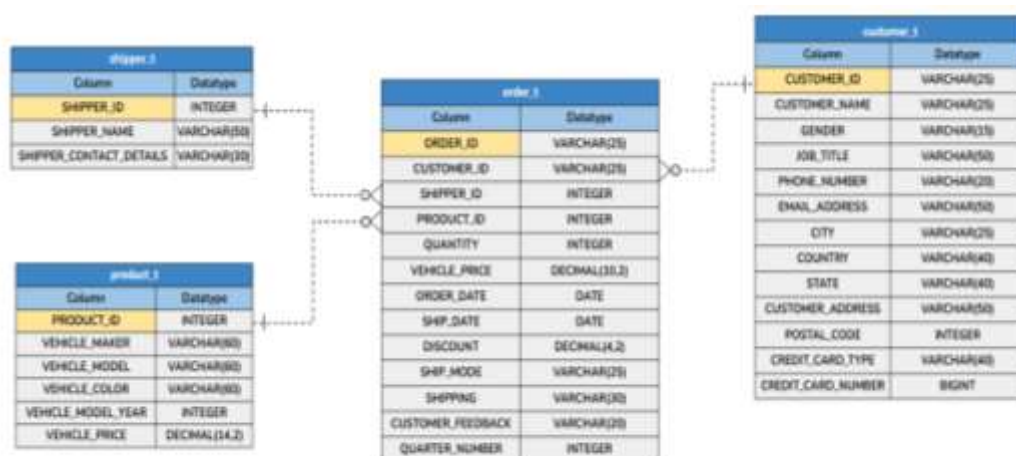 shipper_t
Column Datatype
SHIPPER_ID INTEGER
SHIPPER_NAME VARCHAR(50)
SHIPPER_CONTACT_DETAILS VARCHAR(30)
product_t
Column Datatype
PRODUCT_ID INTEGER
VEHICLE_MAKER VARCHAR(60)
VEHICLE_MODEL VARCHAR(60)
VEHICLE_COLOR VARCHAR(60)
VEHICLE_MODEL_YEAR INTEGER
VEHICLE_PRICE DECIMAL(14,2)
order_t
Column Datatype
ORDER_ID VARCHAR(25)
CUSTOMER_ID VARCHAR(25)
SHIPPER_ID INTEGER
PRODUCT_ID INTEGER
QUANTITY INTEGER
VEHICLE_PRICE DECIMAL(10,2)
ORDER_DATE DATE
SHIP_DATE DATE
DISCOUNT DECIMAL(4,2)
SHIP_MODE VARCHAR(25)
SHIPPING VARCHAR(30)
CUSTOMER_FEEDBACK VARCHAR(20)
QUARTER_NUMBER INTEGER
customer_t
Column Datatype
CUSTOMER_ID VARCHAR(25)
CUSTOMER_NAME VARCHAR(25)
GENDER VARCHAR(15)
JOB_TITLE VARCHAR(50)
PHONE_NUMBER VARCHAR(20)
EMAIL_ADDRESS VARCHAR(50)
CITY VARCHAR(25)
COUNTRY VARCHAR(40)
STATE VARCHAR(40)
CUSTOMER_ADDRESS VARCHAR(50)
POSTAL_CODE INTEGER
CREDIT_CARD_TYPE VARCHAR(40)
CREDIT_CARD_NUMBER BIGINT